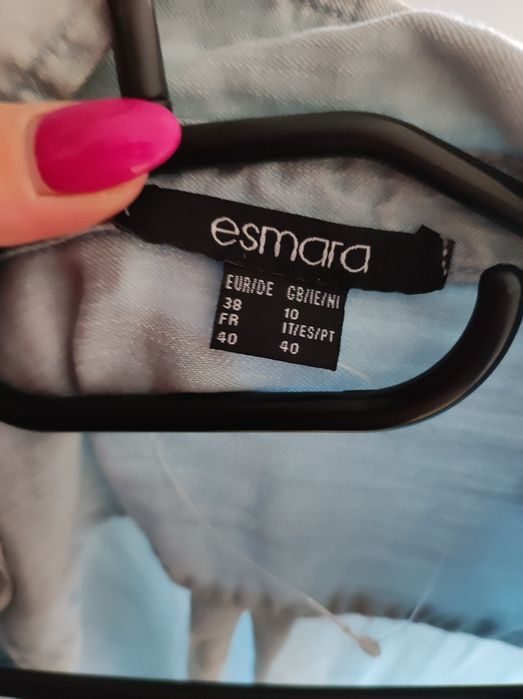 esmara
EUR/DE GB/IE/NI
38 10
FR IT/ES/PT
40 40